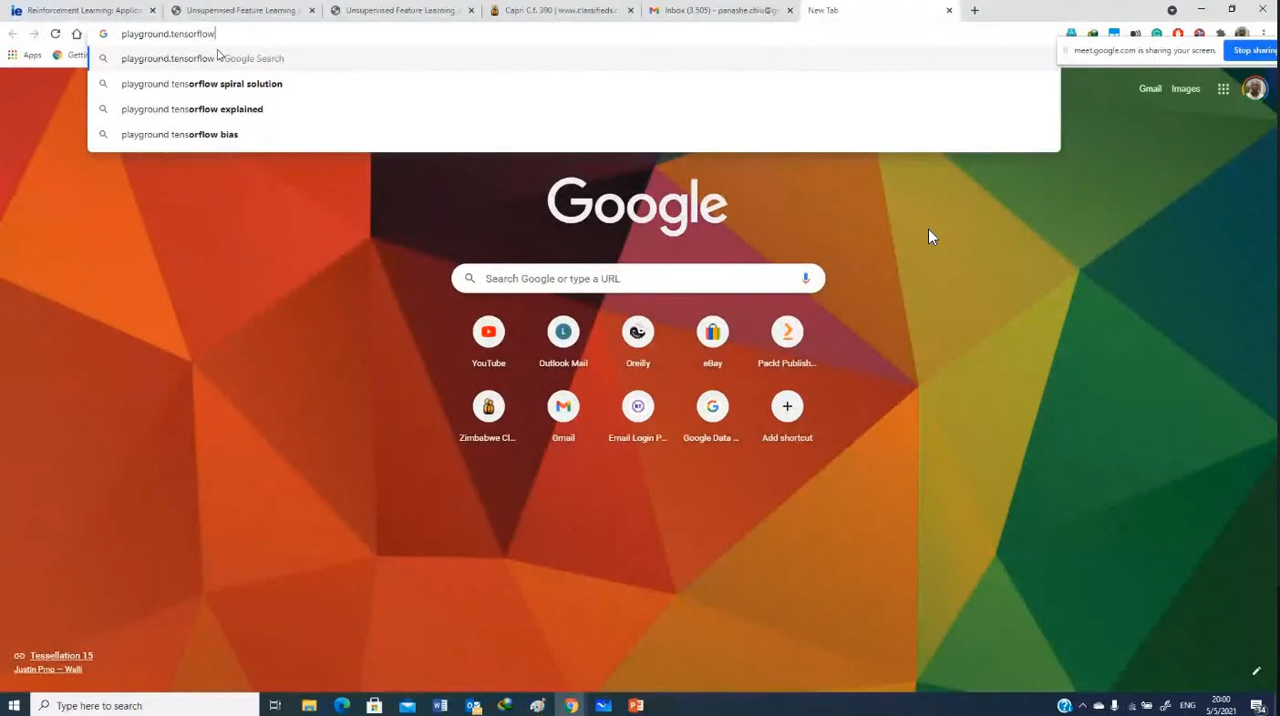 Reinforcement Learning: Applicat
Unsupervised Feature Learning
Unsupervised Feature Learning
Capri C.f. 390 | www.classifieds.c
Inbox (3,505) - panashe.chiu@g
New Tab
playground.tensorflow
Apps
Getti
meet.google.com is sharing your screen.
Stop sharing
playground.tensorflow - Google Search
playground tensorflow spiral solution
playground tensorflow explained
playground tensorflow bias
Gmail
Images
Google
Search Google or type a URL
YouTube
Outlook Mail
Oreilly
eBay
Packt Publish...
Zimbabwe Cl...
Gmail
Email Login P...
Google Data ...
Add shortcut
Tessellation 15
Justin Prno — Walli
Type here to search
20:00
5/5/2021